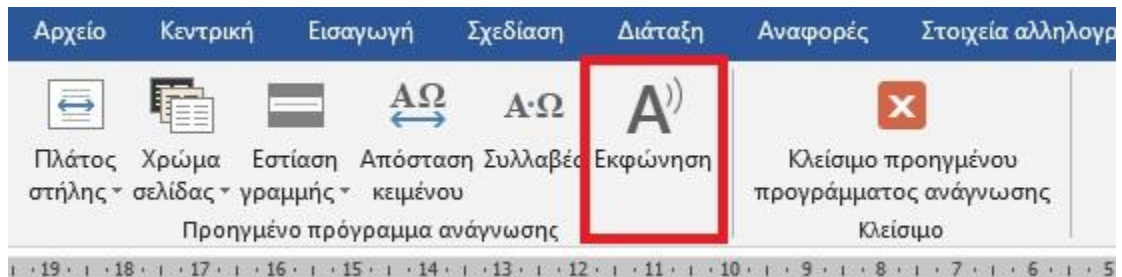 Αρχείο Κεντρική Εισαγωγή Σχεδίαση Διάταξη Αναφορές Στοιχεία αλληλογρ
ΑΩ Α·Ω Α
Πλάτος Χρώμα Εστίαση Απόσταση Συλλαβές Εκφώνηση Κλείσιμο προηγμένου
στήλης σελίδας γραμμής κειμένου προγράμματος ανάγνωσης
Προηγμένο πρόγραμμα ανάγνωσης Κλείσιμο
19 18 17 16 15 14 13 12 11 10 9 8 7 6 5